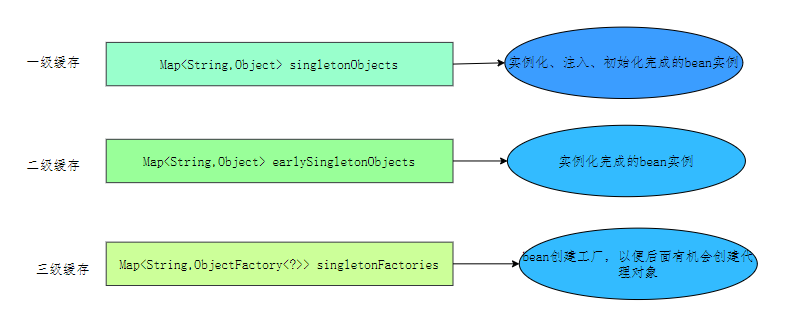 一级缓存
Map<String,Object> singletonObjects
实例化、注入、初始化完成的bean实例
二级缓存
Map<String,Object> earlySingletonObjects
实例化完成的bean实例
三级缓存
Map<String,ObjectFactory<?>> singletonFactories
bean创建工厂, 以便后面有机会创建代
理对象